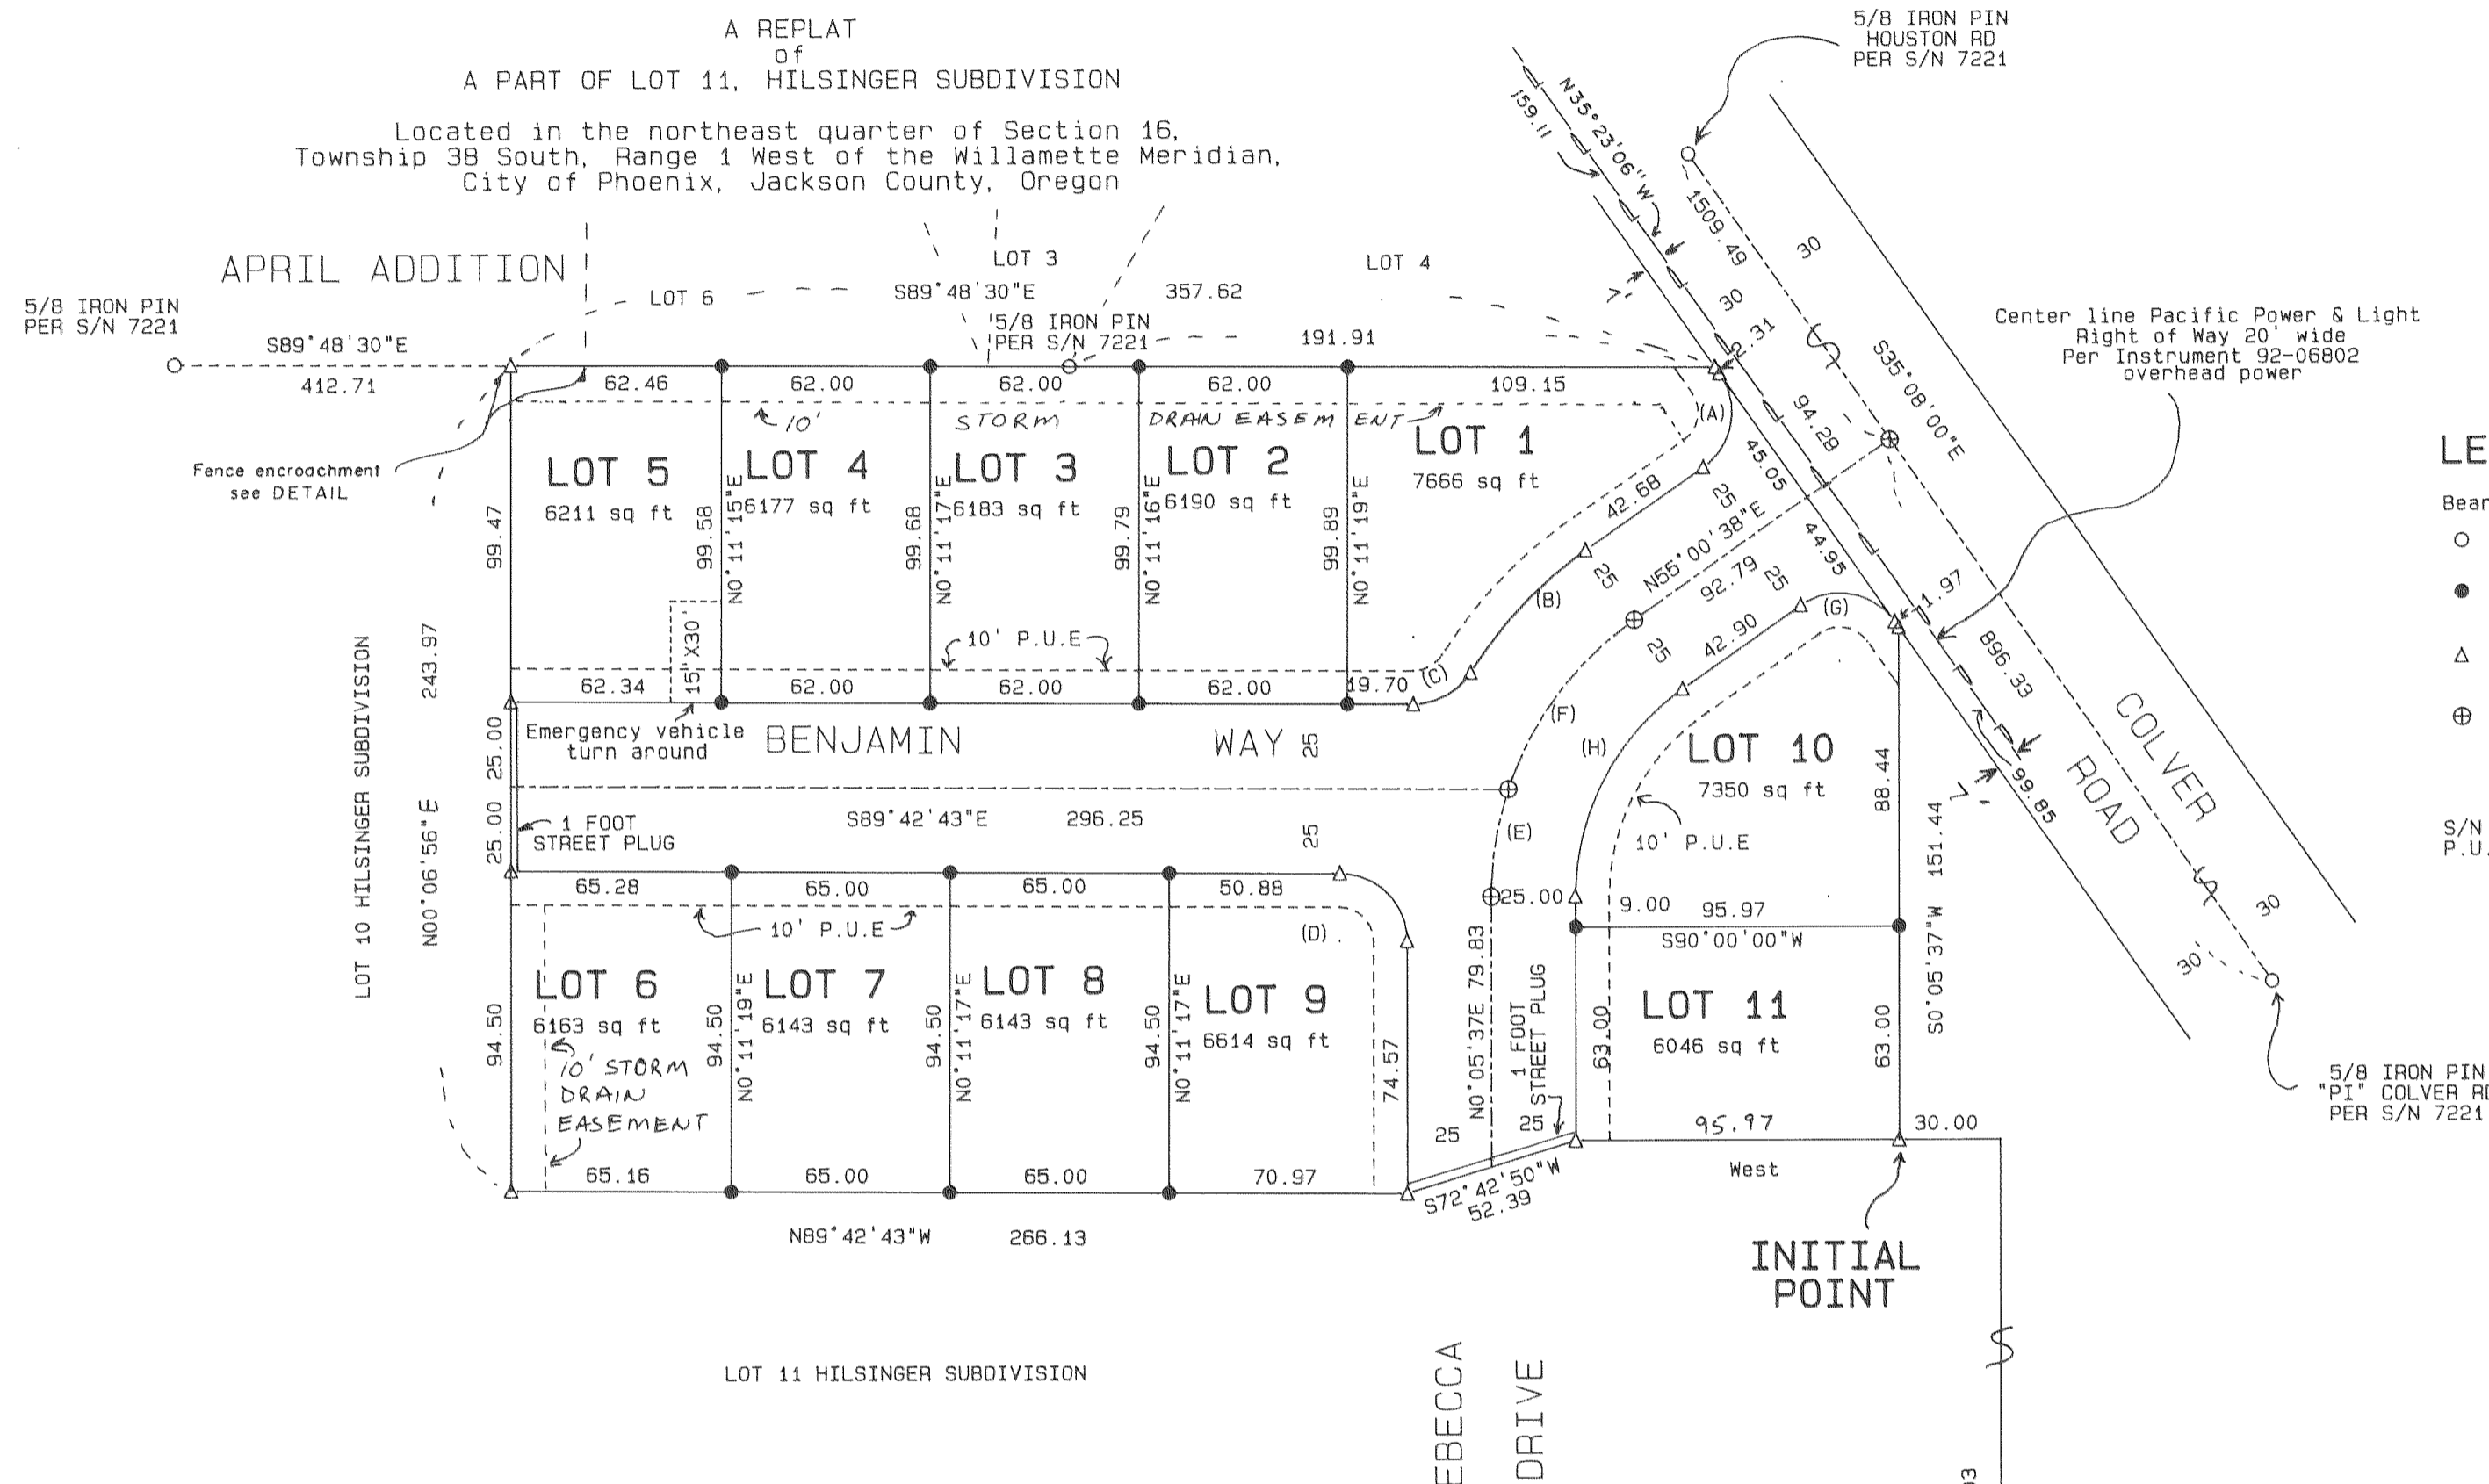 A REPLAT
of
A PART OF LOT 11, HILSINGER SUBDIVISION
Located in the northeast quarter of Section 16,
Township 38 South, Range 1 West of the Willamette Meridian,
City of Phoenix, Jackson County, Oregon
5/8 IRON PIN
HOUSTON RD
PER S/N 7221
N35°23'06"W
159.11
1509.49
30
30
7'
2.31
S35°08'00"E
94.28
APRIL ADDITION
LOT 6
LOT 3
LOT 4
S89°48'30"E
357.62
5/8 IRON PIN
PER S/N 7221
S89°48'30"E
412.71
5/8 IRON PIN
PER S/N 7221
191.91
62.46
62.00
62.00
62.00
109.15
10'
STORM
DRAIN EASEMENT
Center line Pacific Power & Light
Right of Way 20' wide
Per Instrument 92-06802
overhead power
Fence encroachment
see DETAIL
LOT 5
6211 sq ft
LOT 4
6177 sq ft
LOT 3
6183 sq ft
LOT 2
6190 sq ft
LOT 1
7666 sq ft
(A)
99.47
99.58
N0°11'15"E
99.68
N0°11'17"E
99.79
N0°11'16"E
99.89
N0°11'19"E
42.68
25
45.05
N55°00'38"E
92.79
25
25
44.95
(B)
(G)
1.97
42.90
25
896.33
15'X30'
10' P.U.E
62.34
62.00
62.00
62.00
19.70
(C)
Emergency vehicle
turn around
BENJAMIN
WAY
25
25.00
25.00
(F)
(H)
LOT 10
7350 sq ft
88.44
10' P.U.E
COLVER
ROAD
99.85
7'
30
30
LOT 10 HILSINGER SUBDIVISION
243.97
N00°06'56"E
1 FOOT
STREET PLUG
S89°42'43"E
296.25
25
(E)
25.00
9.00
95.97
S90°00'00"W
S0°05'37"W 151.44
65.28
65.00
65.00
50.88
10' P.U.E
(D)
LOT 6
6163 sq ft
10' STORM
DRAIN
EASEMENT
LOT 7
6143 sq ft
LOT 8
6143 sq ft
LOT 9
6614 sq ft
94.50
94.50
N0°11'19"E
94.50
N0°11'17"E
94.50
N0°11'17"E
74.57
N0°05'37E 79.83
1 FOOT
STREET PLUG
63.00
LOT 11
6046 sq ft
63.00
25
25
95.97
30.00
West
65.16
65.00
65.00
70.97
S72°42'50"W
52.39
N89°42'43"W
266.13
INITIAL
POINT
5/8 IRON PIN
"PI" COLVER RD
PER S/N 7221
LOT 11 HILSINGER SUBDIVISION
EBECCA
DRIVE
LE
Bear
S/N
P.U.